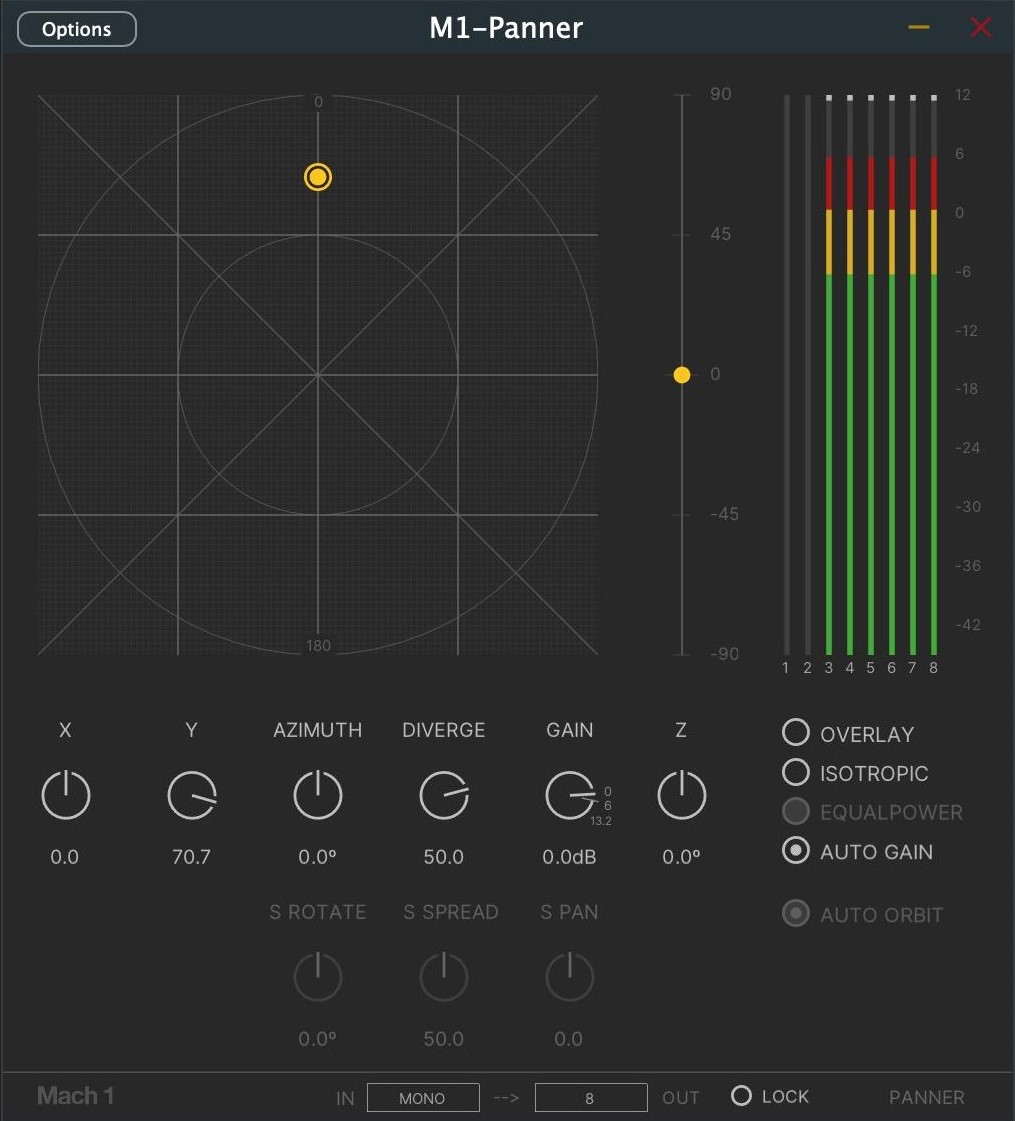 Options M1-Panner
0
180
90
45
0
-45
-90
12
6
0
-6
-12
-18
-24
-30
-36
-42
1 2 3 4 5 6 7 8
X Y AZIMUTH DIVERGE GAIN Z
0
6
13.2
0.0 70.7 0.0° 50.0 0.0dB 0.0°
S ROTATE S SPREAD S PAN
0.0° 50.0 0.0
OVERLAY
ISOTROPIC
EQUALPOWER
AUTO GAIN
AUTO ORBIT
Mach 1 IN MONO --> 8 OUT LOCK PANNER